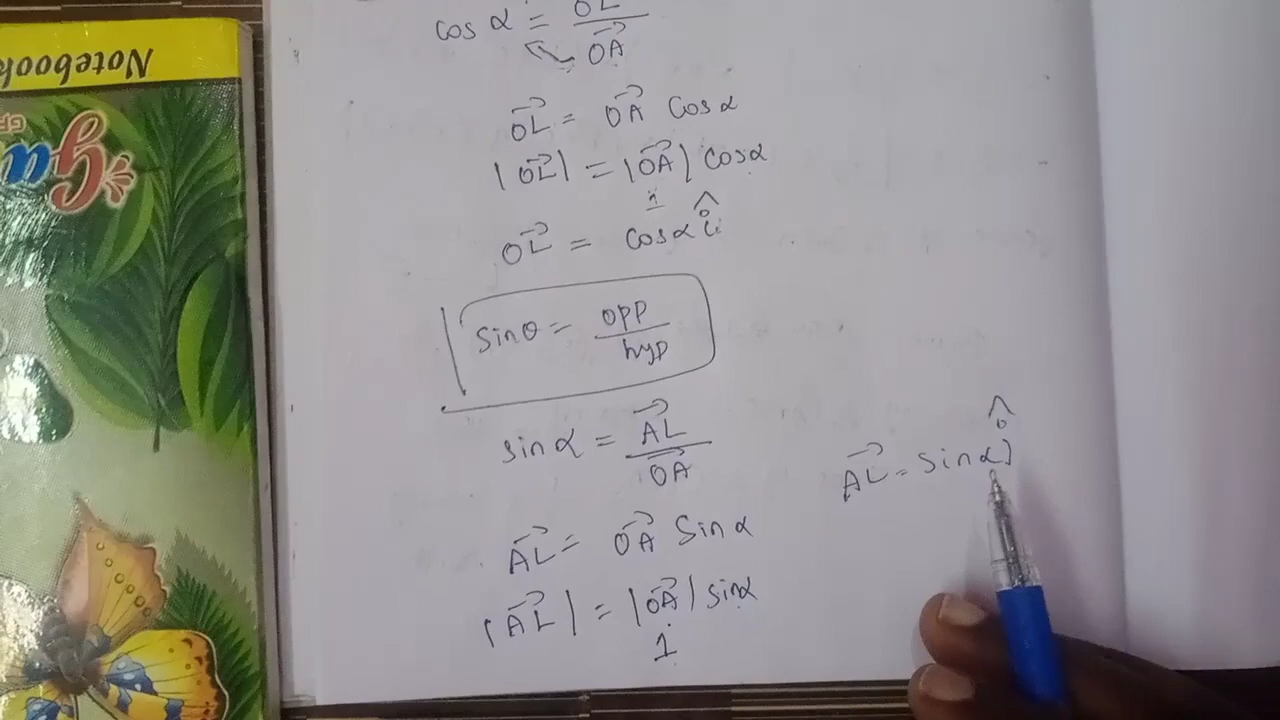 Notebook
cos α = OL / OA
OL = OA cos α
|OL| = |OA| cos α
1
OL = cos α î
sin θ = opp / hyp
sin α = AL / OA
AL = sin α ĵ
AL = OA sin α
|AL| = |OA| sin α
1